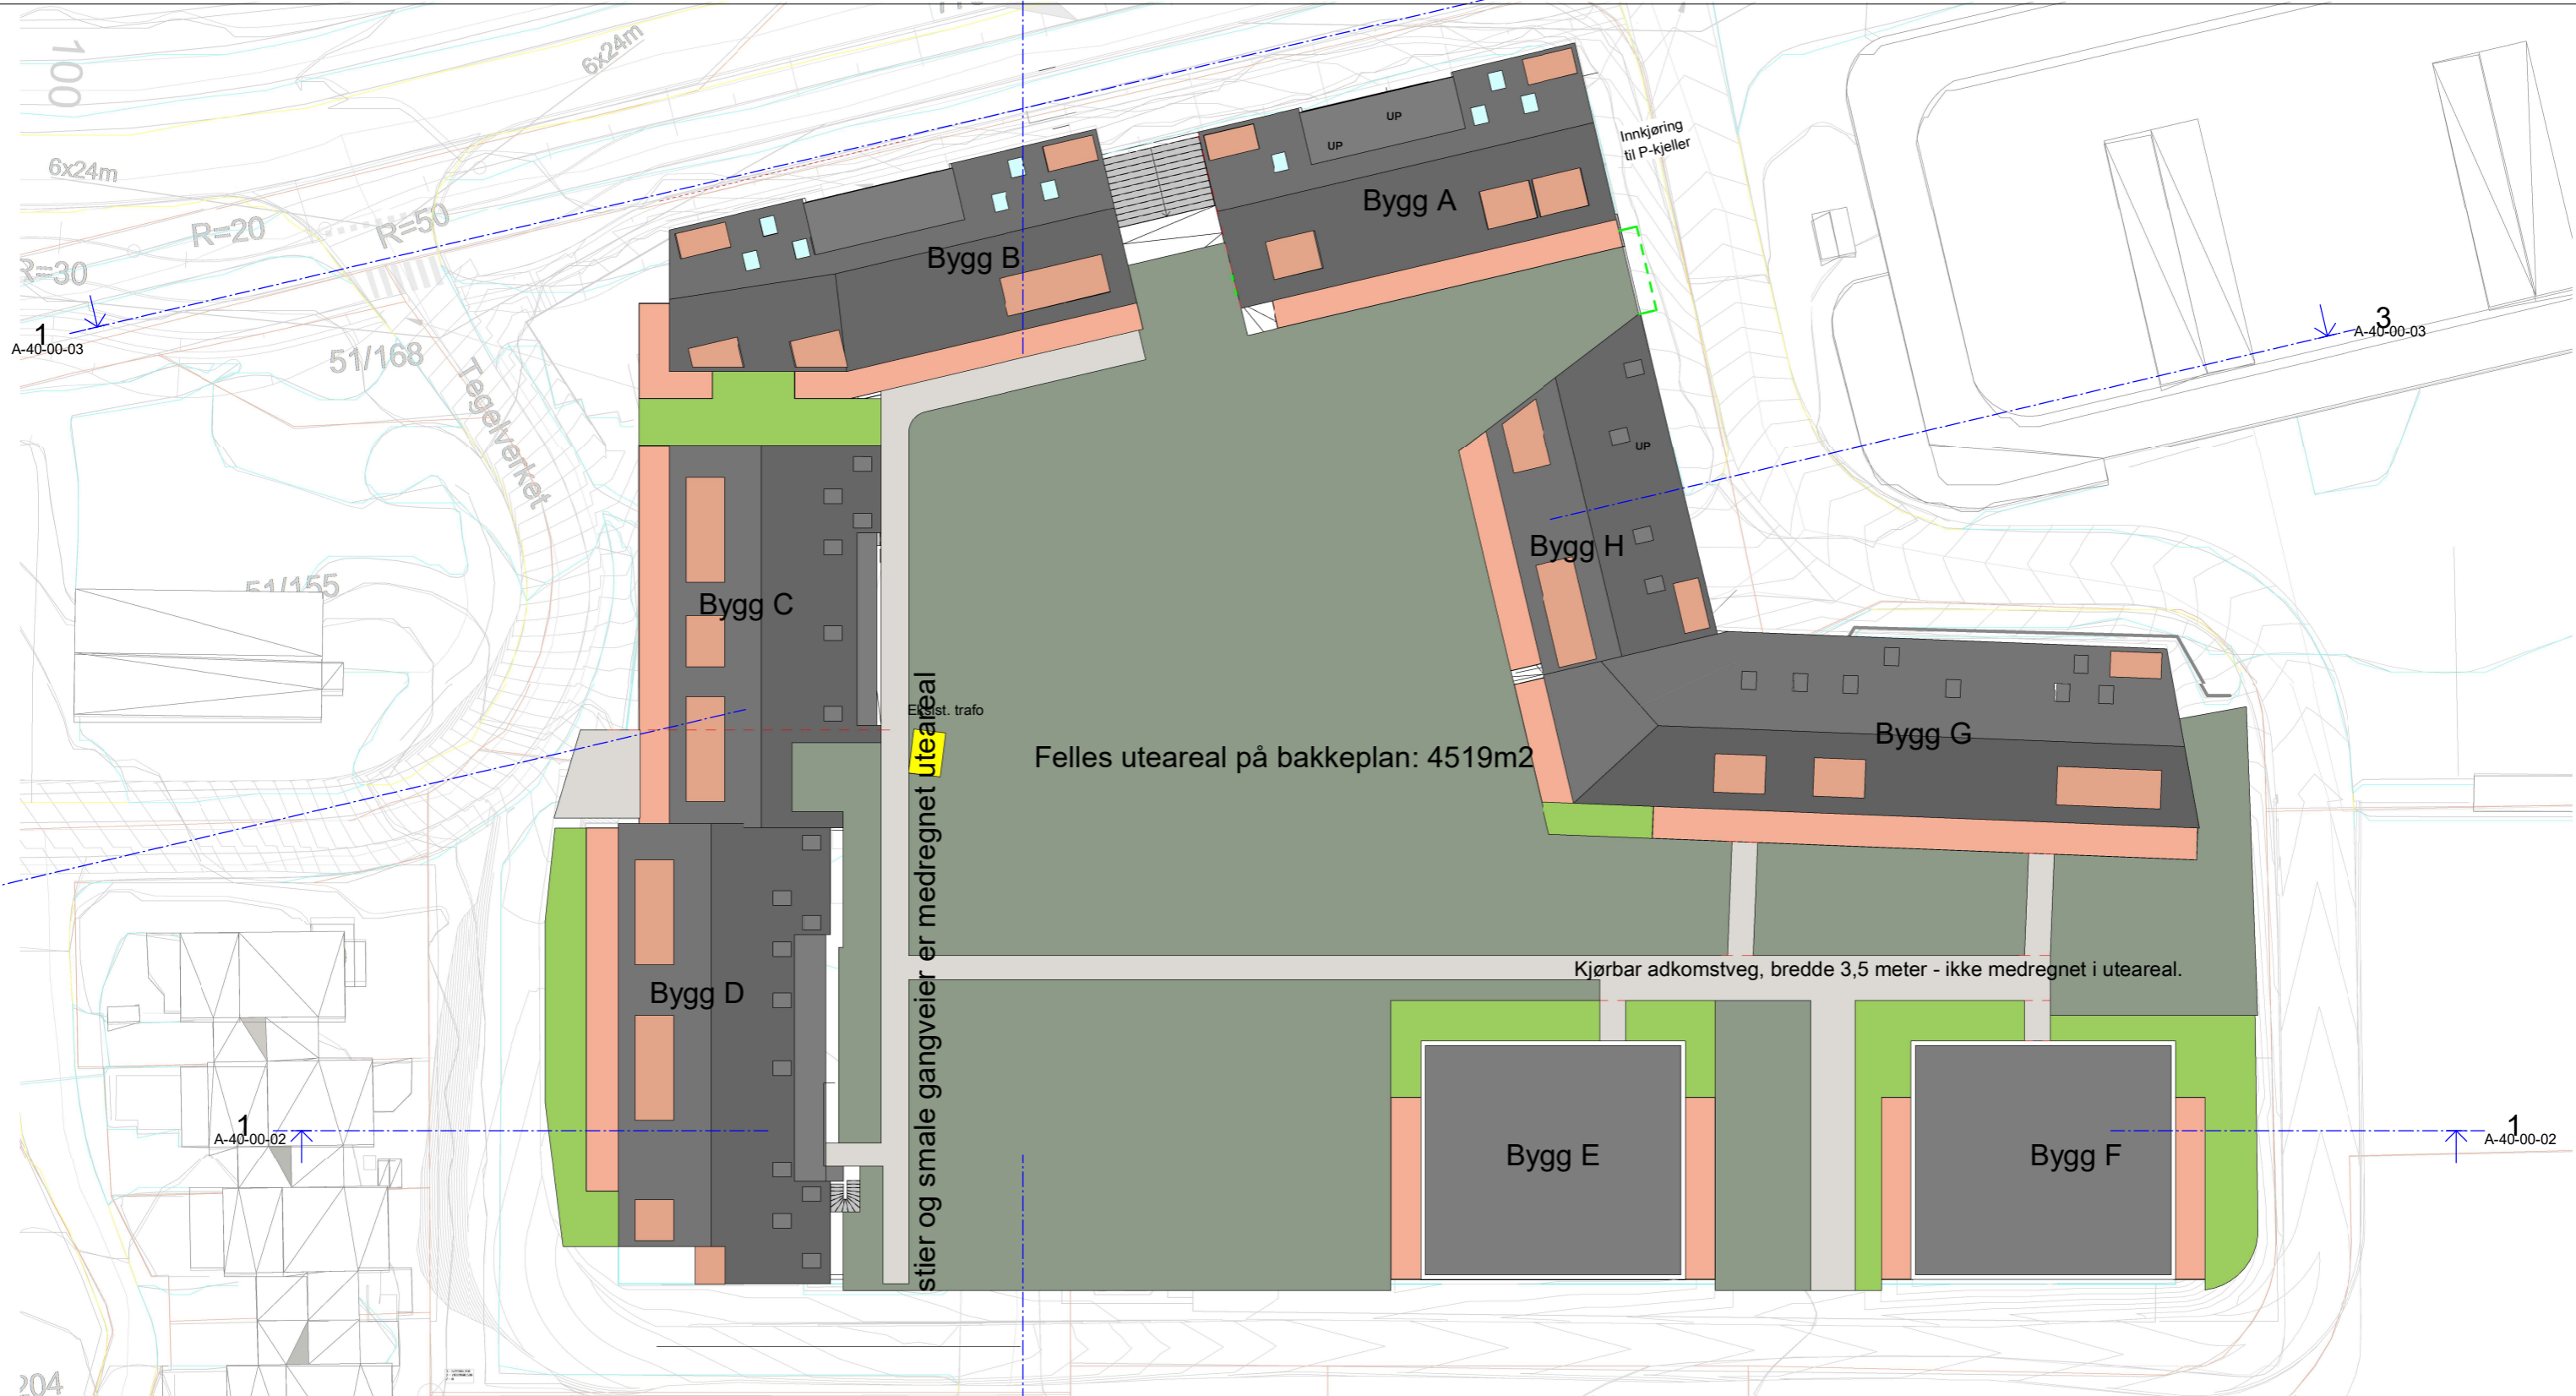 100
6x24m
6x24m
R=20
R=50
R=30
51/168
Tegelverket
51/155
1
A-40-00-03
3
A-40-00-03
UP
UP
Innkjøring
til P-kjeller
Bygg A
Bygg B
UP
Bygg H
Bygg C
Eksist. trafo
Felles uteareal på bakkeplan: 4519m2
Bygg G
stier og smale gangveier er medregnet uteareal
Kjørbar adkomstveg, bredde 3,5 meter - ikke medregnet i uteareal.
Bygg D
1
A-40-00-02
Bygg E
Bygg F
1
A-40-00-02
204